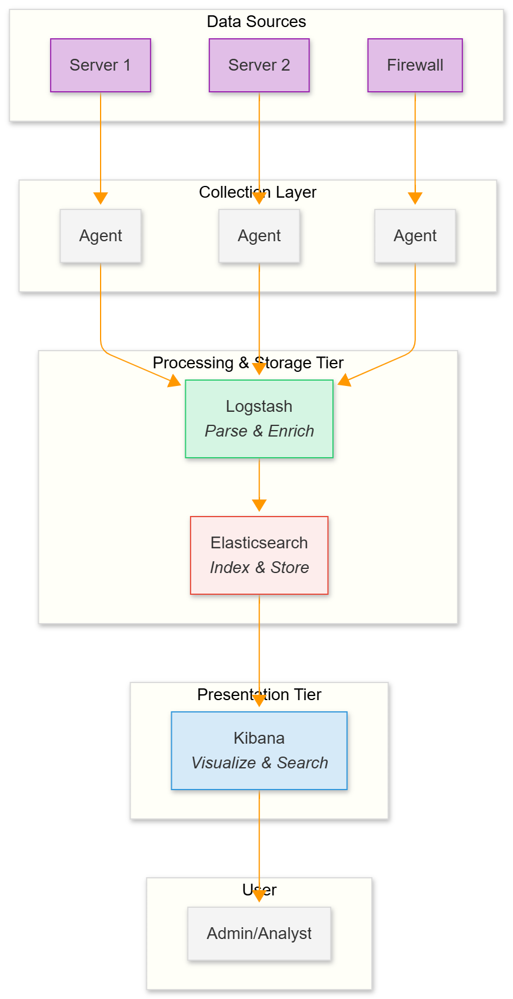 Data Sources
Server 1
Server 2
Firewall
Collection Layer
Agent
Agent
Agent
Processing & Storage Tier
Logstash
Parse & Enrich
Elasticsearch
Index & Store
Presentation Tier
Kibana
Visualize & Search
User
Admin/Analyst